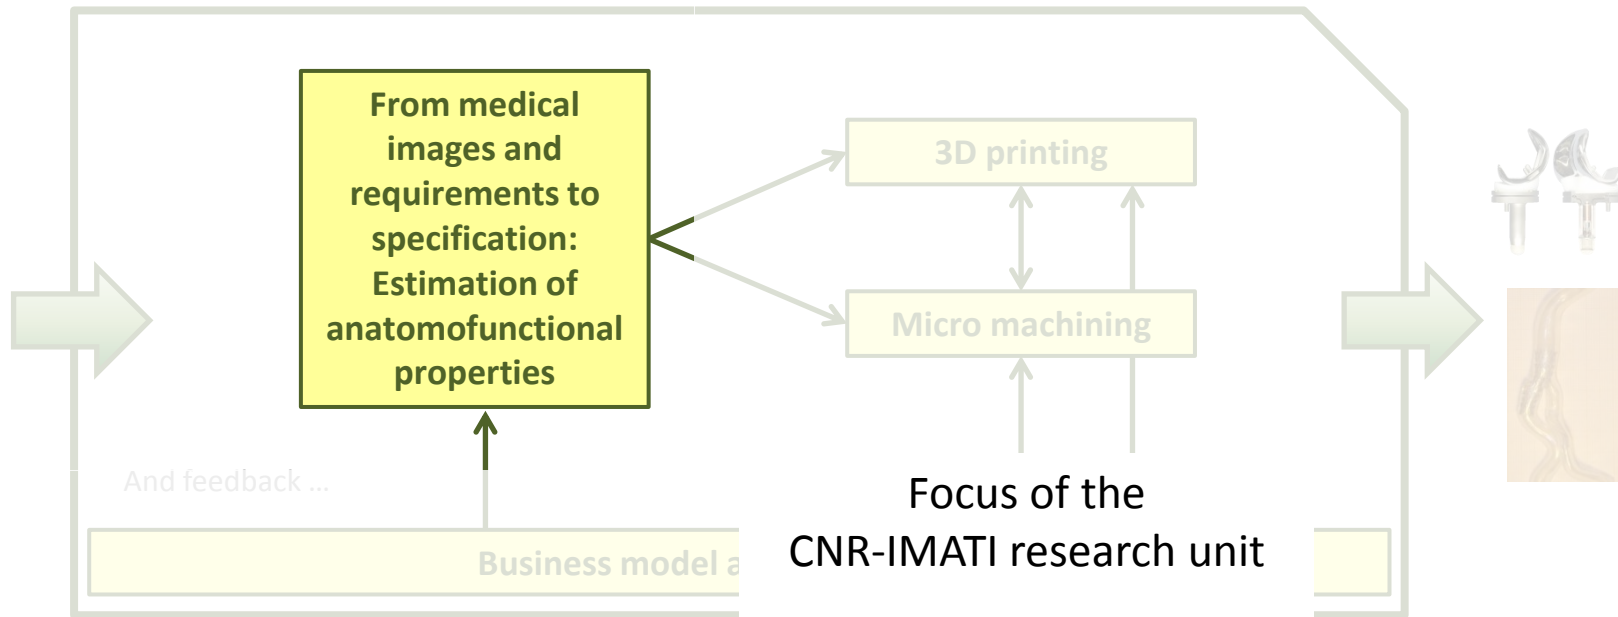 From medical
images and
requirements to
specification:
Estimation of
anatomofunctional
properties
3D printing
Micro machining
And feedback ...
Focus of the
CNR-IMATI research unit
Business model